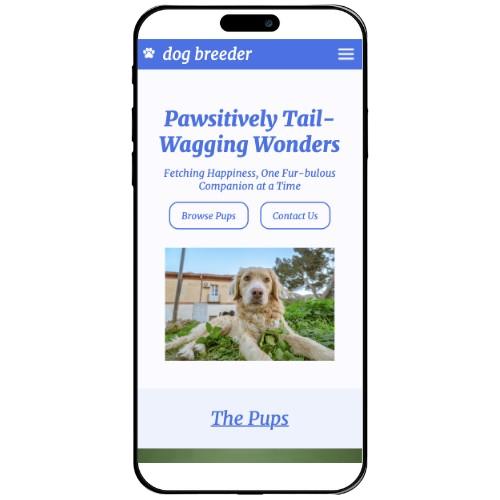 dog breeder
Pawsitively Tail-
Wagging Wonders
Fetching Happiness, One Fur-bulous
Companion at a Time
Browse Pups
Contact Us
The Pups